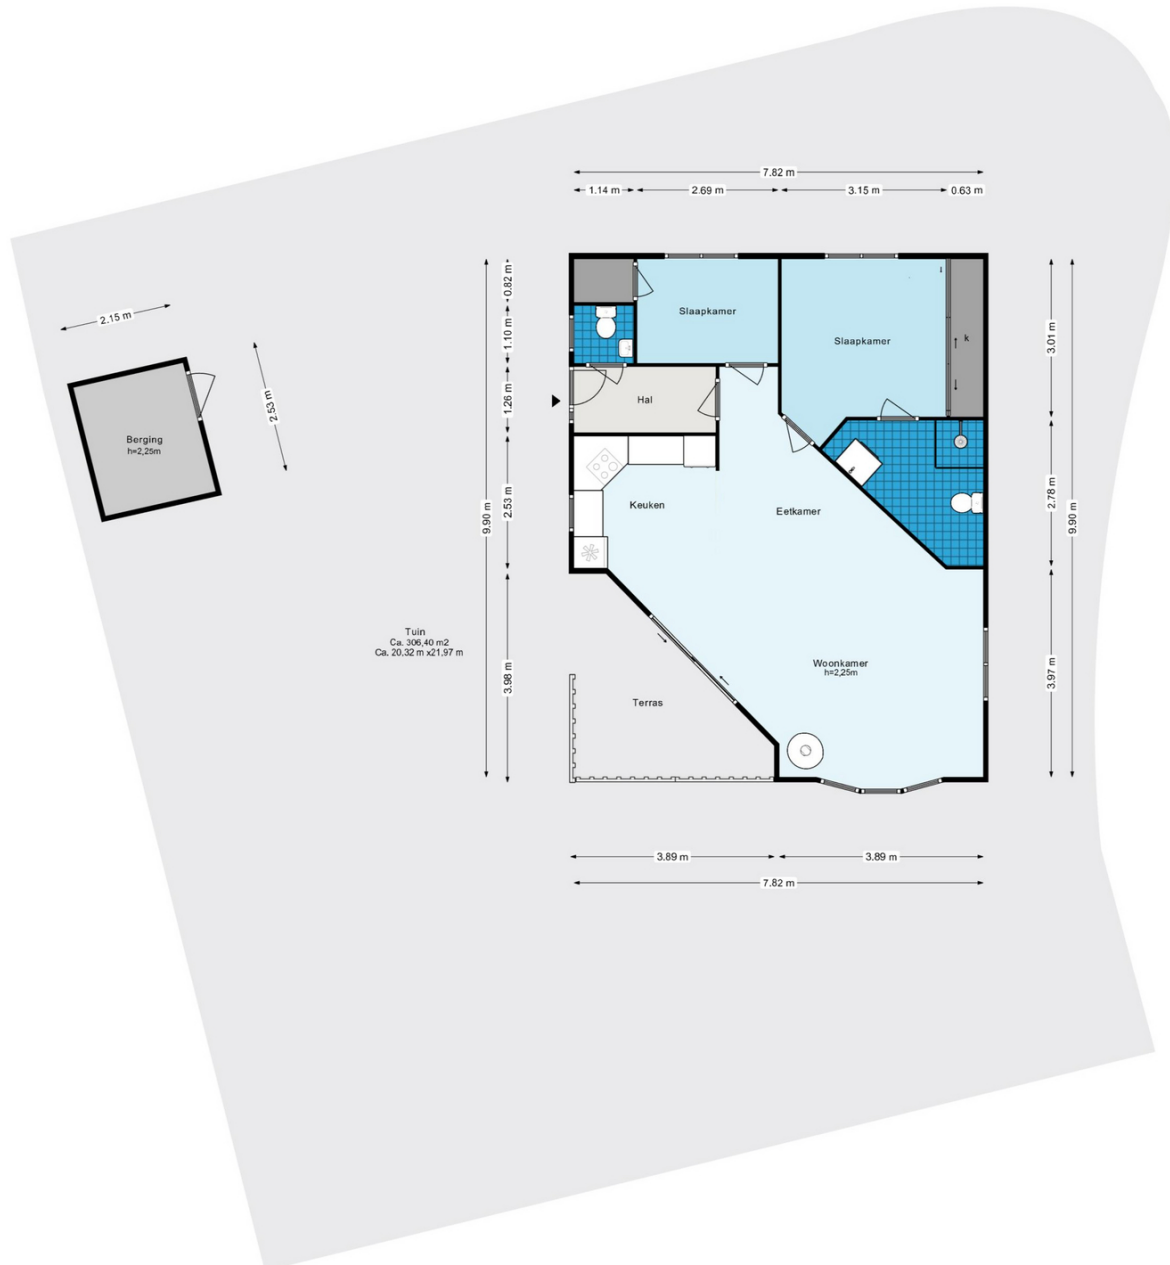 7.82 m
1.14 m
2.69 m
3.15 m
0.63 m
0.82 m
1.10 m
1.26 m
2.53 m
3.98 m
9.90 m
2.15 m
2.53 m
Berging
h=2,25m
Slaapkamer
Slaapkamer
k
Hal
Keuken
Eetkamer
Tuin
Ca. 306,40 m2
Ca. 20,32 m x21,97 m
Woonkamer
h=2,25m
Terras
3.01 m
2.78 m
3.97 m
9.90 m
3.89 m
3.89 m
7.82 m